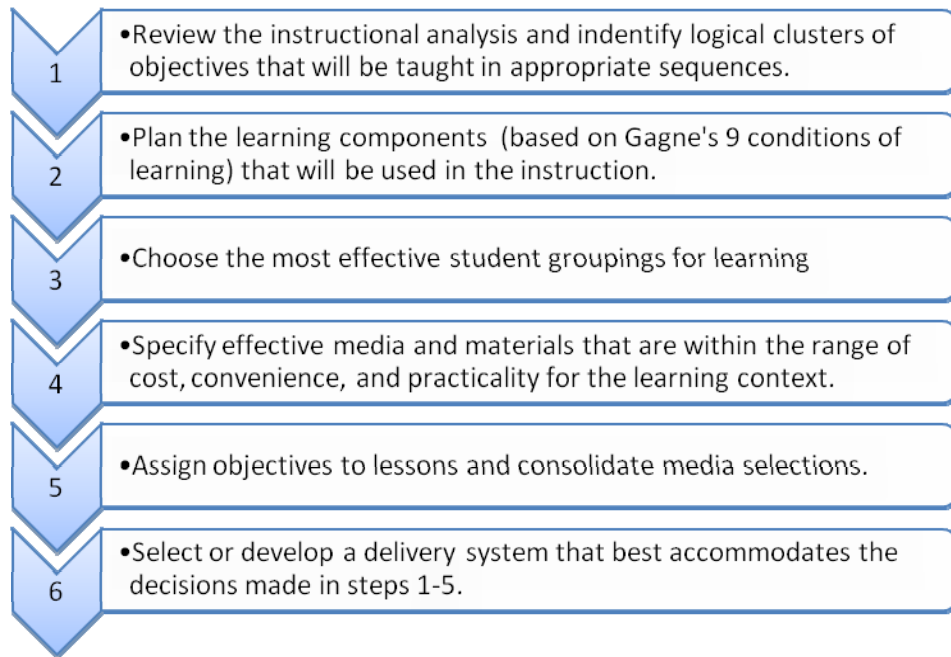 1
•Review the instructional analysis and indentify logical clusters of
objectives that will be taught in appropriate sequences.
2
•Plan the learning components (based on Gagne's 9 conditions of
learning) that will be used in the instruction.
3
•Choose the most effective student groupings for learning
4
•Specify effective media and materials that are within the range of
cost, convenience, and practicality for the learning context.
5
•Assign objectives to lessons and consolidate media selections.
6
•Select or develop a delivery system that best accommodates the
decisions made in steps 1-5.